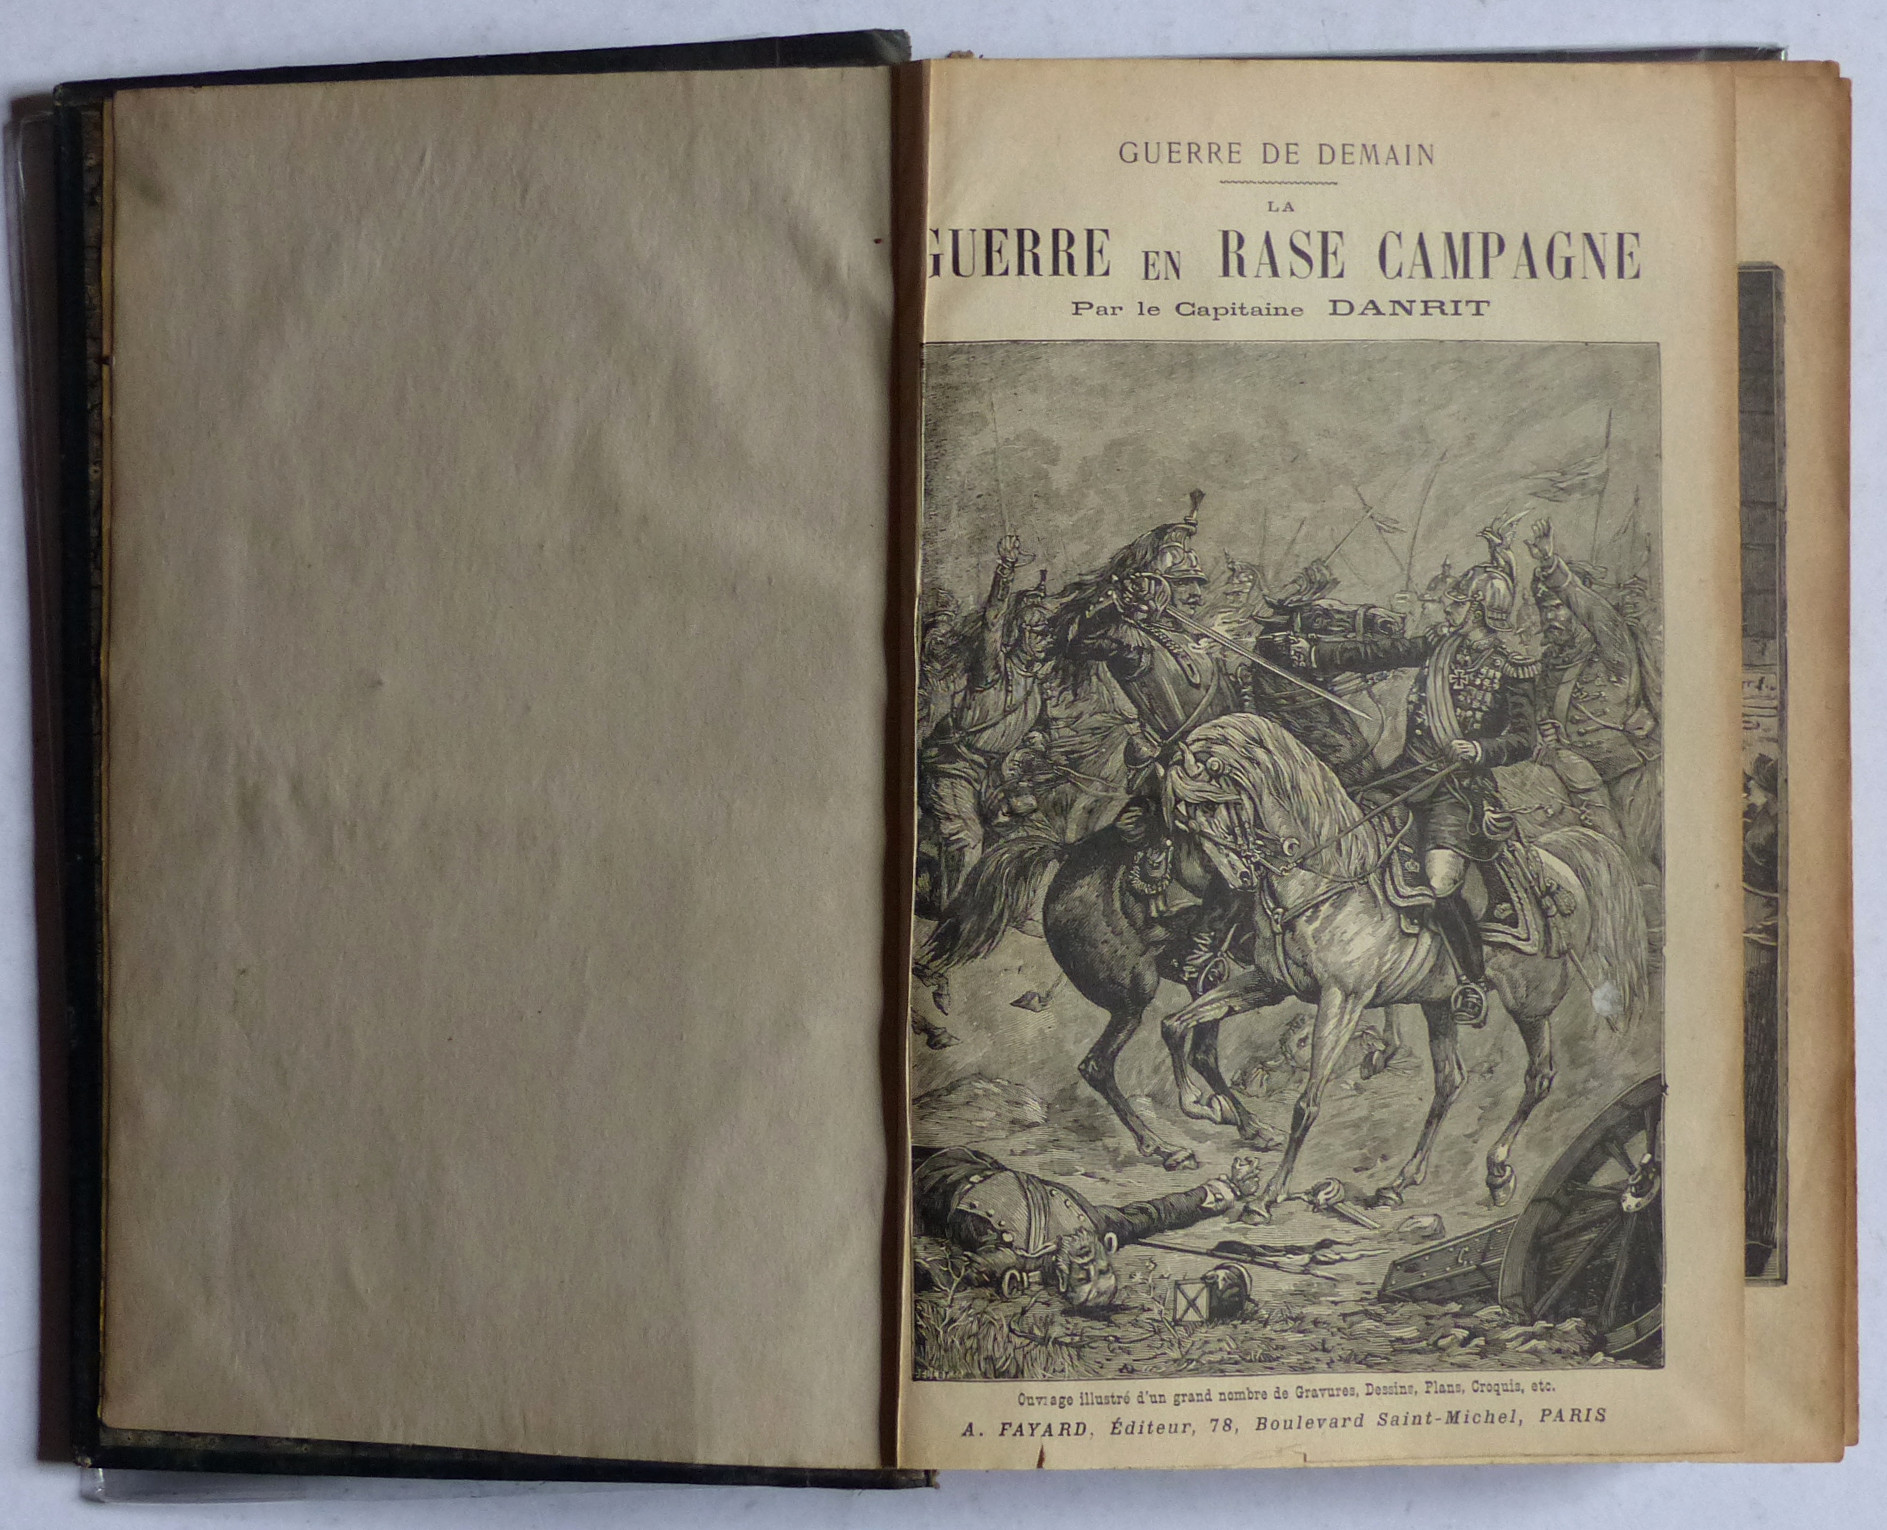 GUERRE DE DEMAIN
LA
GUERRE EN RASE CAMPAGNE
Par le Capitaine DANRIT
Ouvrage illustré d'un grand nombre de Gravures, Dessins, Plans, Croquis, etc.
A. FAYARD, Éditeur, 78, Boulevard Saint-Michel, PARIS